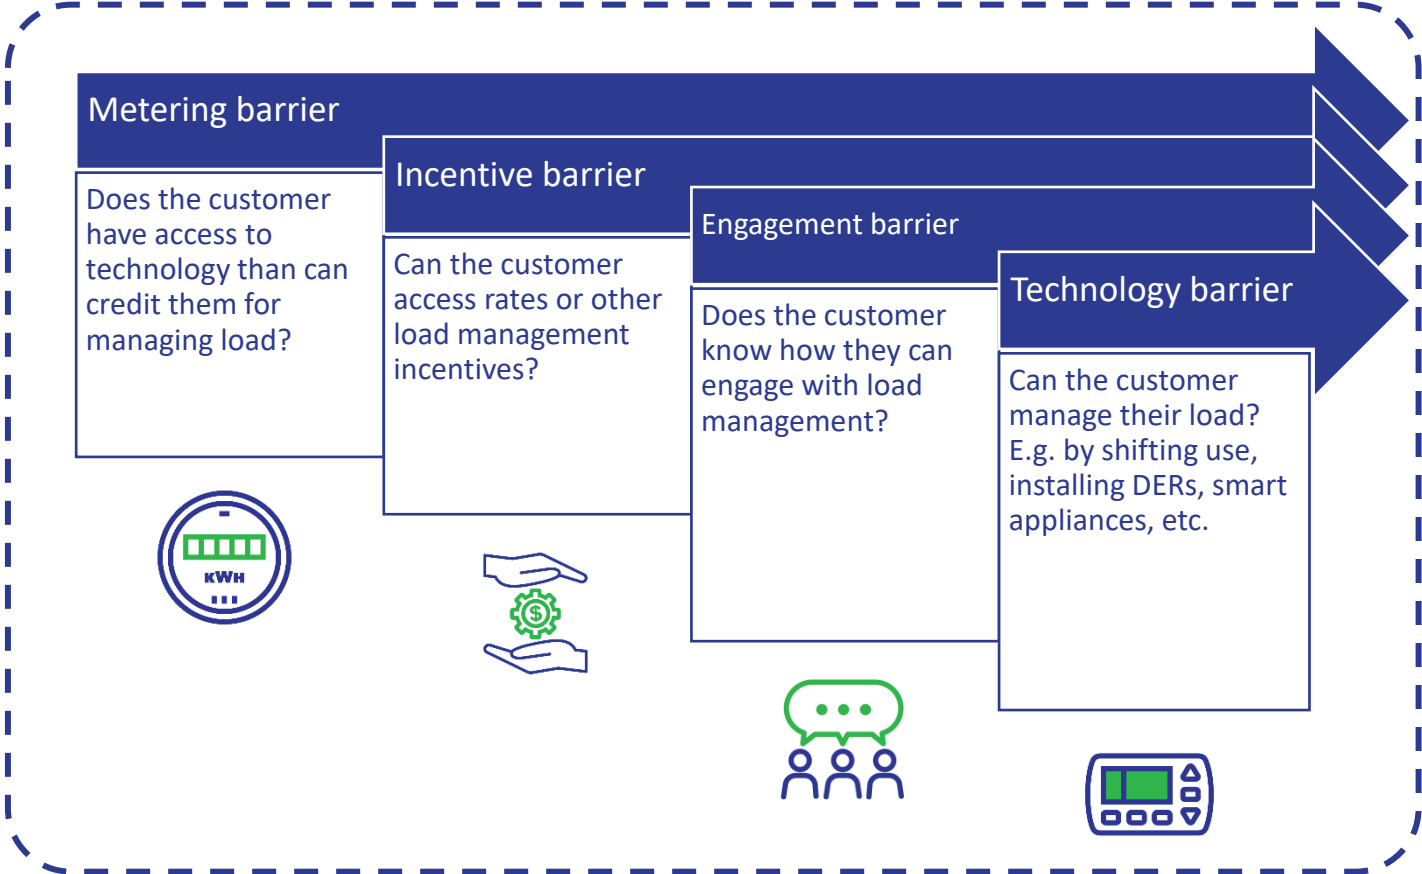 Metering barrier
Does the customer
have access to
technology than can
credit them for
managing load?
KWH
Incentive barrier
Can the customer
access rates or other
load management
incentives?
$
Engagement barrier
Does the customer
know how they can
engage with load
management?
Technology barrier
Can the customer
manage their load?
E.g. by shifting use,
installing DERs, smart
appliances, etc.